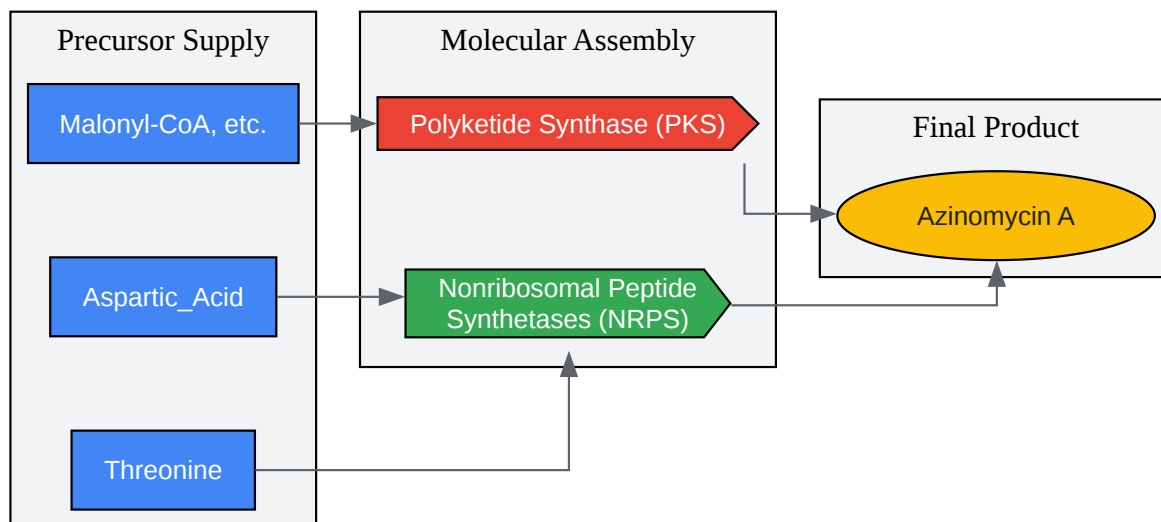 Precursor Supply
Malonyl-CoA, etc.
Aspartic_Acid
Threonine
Molecular Assembly
Polyketide Synthase (PKS)
Nonribosomal Peptide
Synthetases (NRPS)
Final Product
Azinomycin A